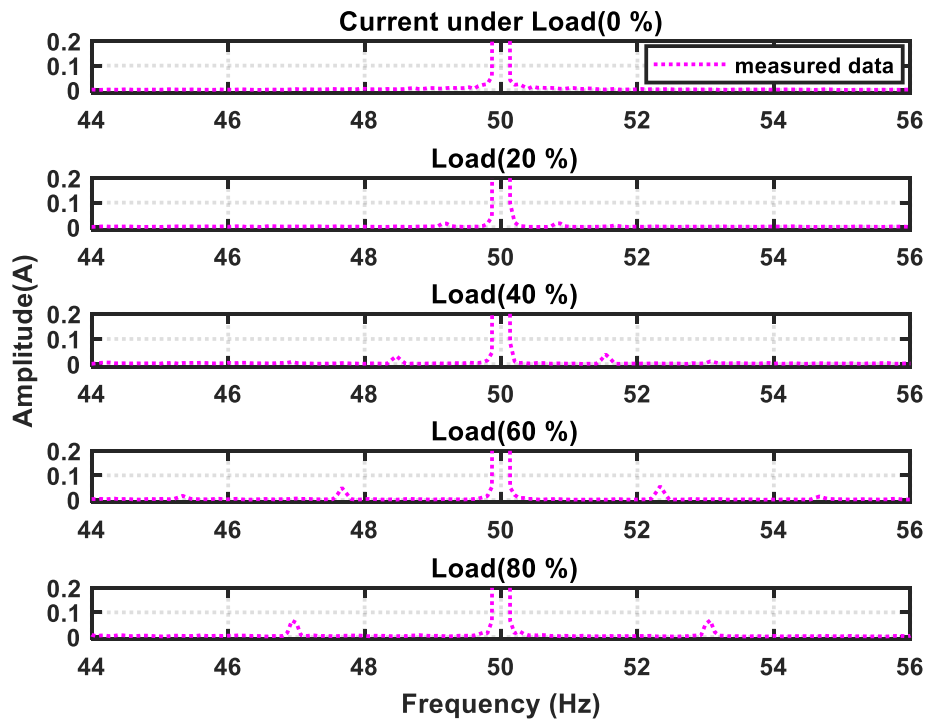 Current under Load(0 %)
0.2
0.1
0
measured data
44 46 48 50 52 54 56
Load(20 %)
0.2
0.1
0
44 46 48 50 52 54 56
Load(40 %)
0.2
0.1
0
44 46 48 50 52 54 56
Amplitude(A)
Load(60 %)
0.2
0.1
0
44 46 48 50 52 54 56
Load(80 %)
0.2
0.1
0
44 46 48 50 52 54 56
Frequency (Hz)